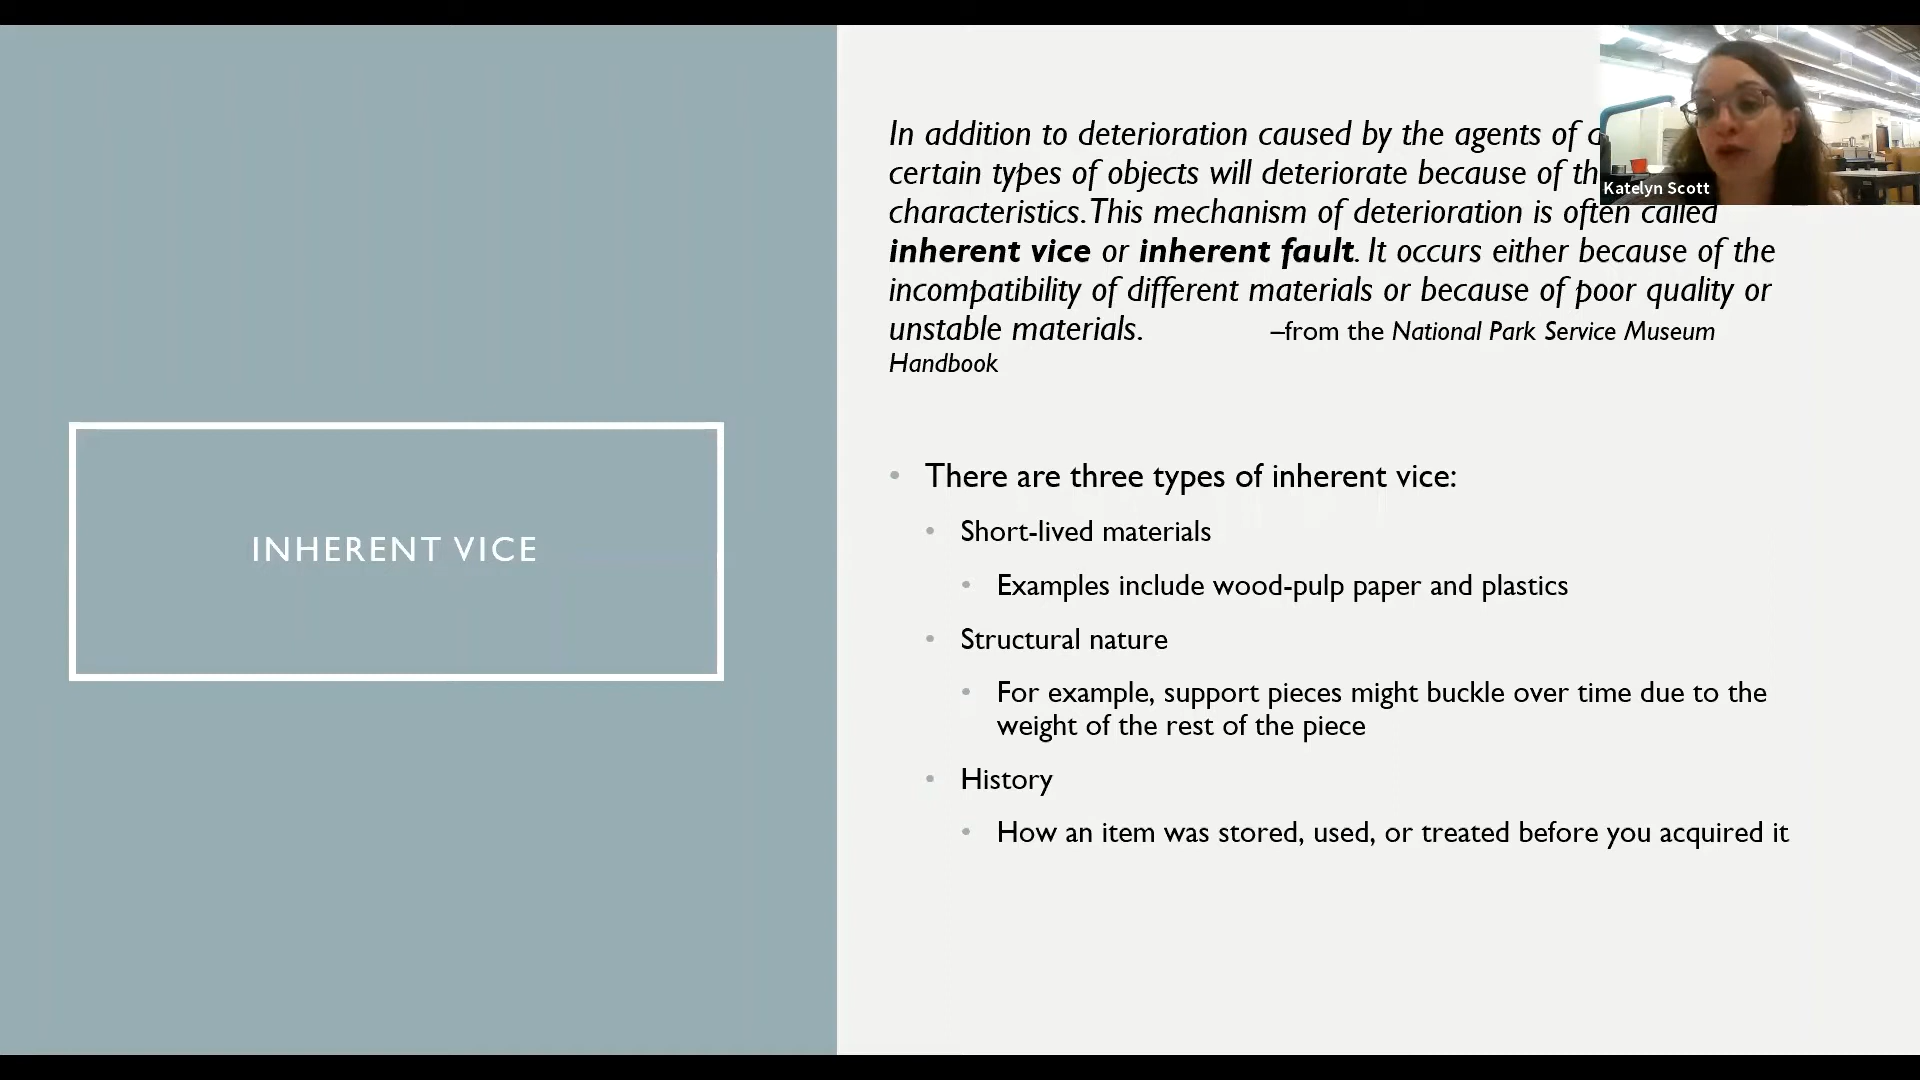 INHERENT VICE
In addition to deterioration caused by the agents of
certain types of objects will deteriorate because of
characteristics. This mechanism of deterioration is often called
inherent vice or inherent fault. It occurs either because of the
incompatibility of different materials or because of poor quality or
unstable materials. –from the National Park Service Museum
Handbook
• There are three types of inherent vice:
• Short-lived materials
• Examples include wood-pulp paper and plastics
• Structural nature
• For example, support pieces might buckle over time due to the
weight of the rest of the piece
• History
• How an item was stored, used, or treated before you acquired it
Katelyn Scott